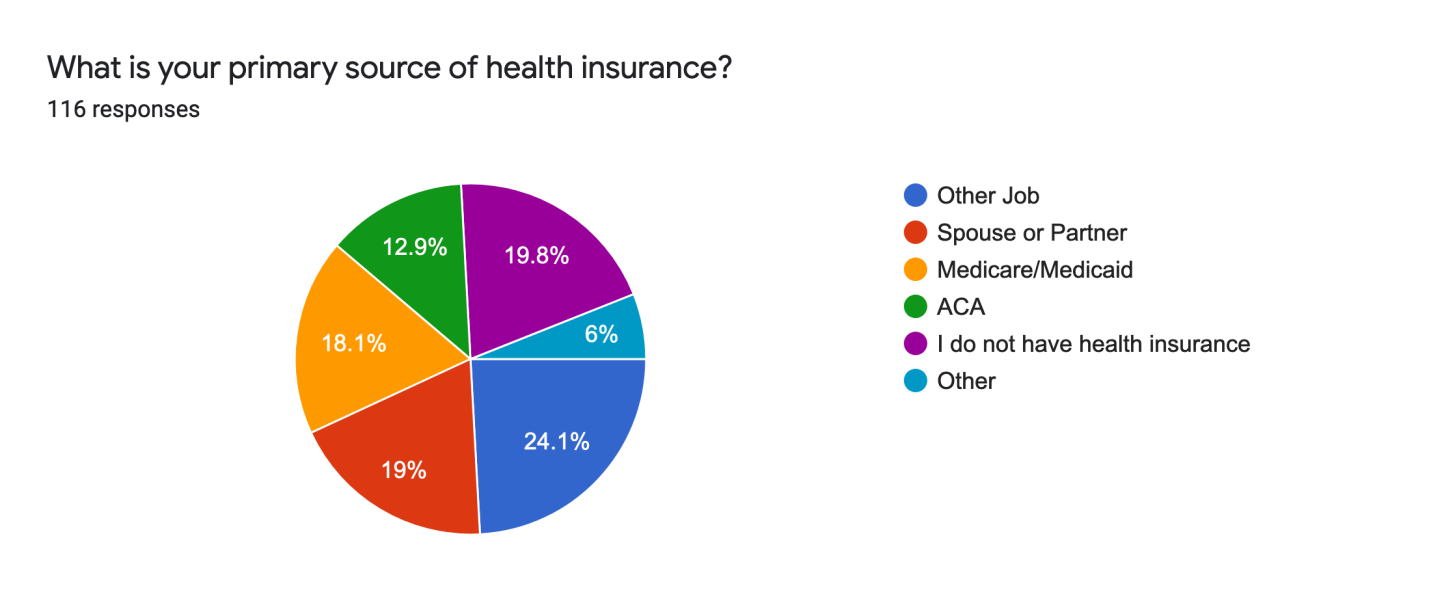 What is your primary source of health insurance?
116 responses
12.9%
19.8%
18.1%
6%
19%
24.1%
Other Job
Spouse or Partner
Medicare/Medicaid
ACA
I do not have health insurance
Other